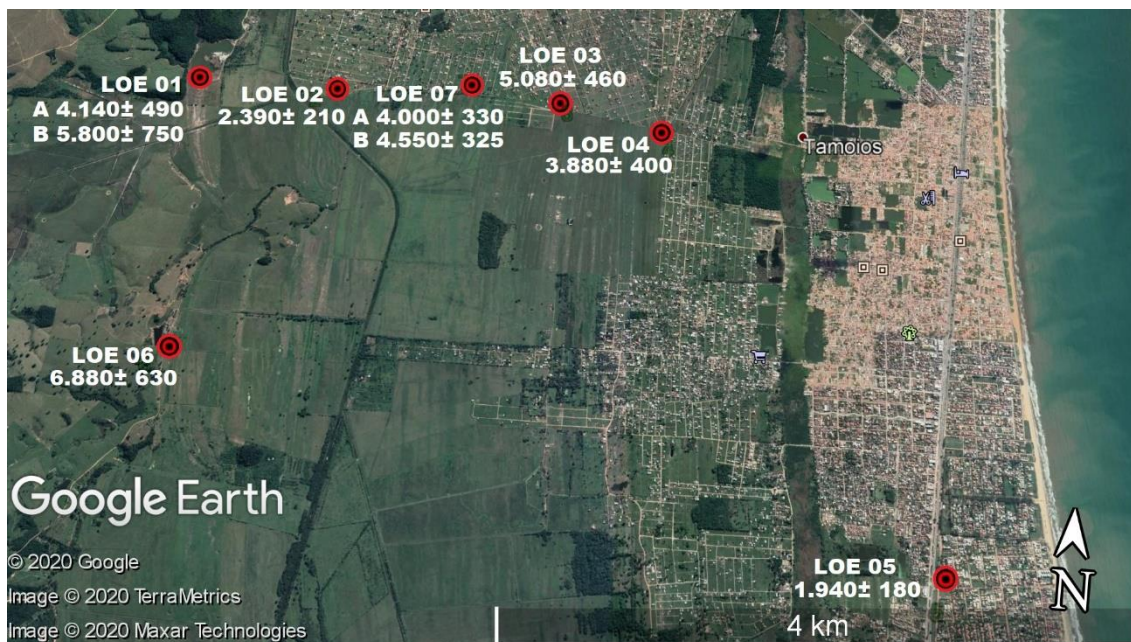 LOE 01
A 4.140± 490
B 5.800± 750
LOE 02
2.390± 210
LOE 07
A 4.000± 330
B 4.550± 325
LOE 03
5.080± 460
LOE 04
3.880± 400
Tamoios
LOE 06
6.880± 630
Google Earth
© 2020 Google
Image © 2020 TerraMetrics
Image © 2020 Maxar Technologies
LOE 05
1.940± 180
4 km
N